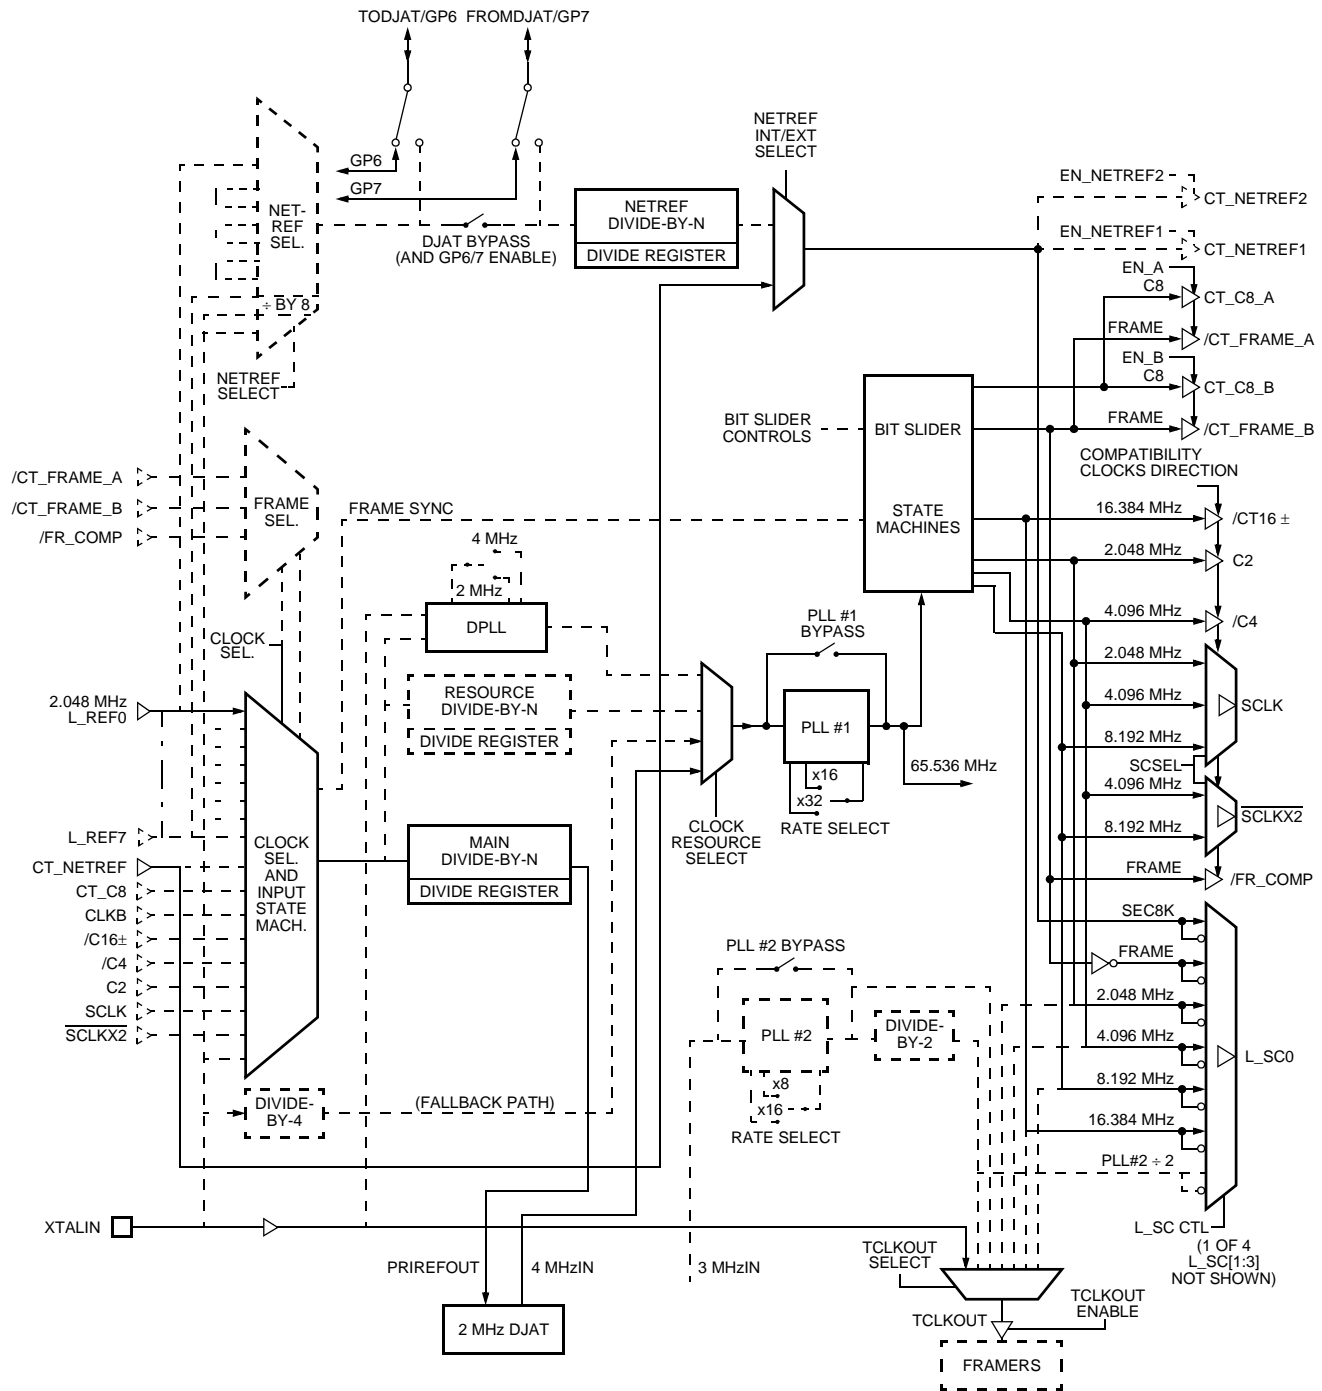 TODJAT/GP6 FROMDJAT/GP7
NETREF
INT/EXT
SELECT
GP6
GP7
NET-
REF
SEL.
÷ BY 8
NETREF
SELECT
DJAT BYPASS
(AND GP6/7 ENABLE)
NETREF
DIVIDE-BY-N
DIVIDE REGISTER
EN_NETREF2
CT_NETREF2
EN_NETREF1
CT_NETREF1
EN_A
C8
CT_C8_A
FRAME
/CT_FRAME_A
EN_B
C8
CT_C8_B
FRAME
/CT_FRAME_B
BIT SLIDER
CONTROLS
BIT SLIDER
STATE
MACHINES
COMPATIBILITY
CLOCKS DIRECTION
/CT_FRAME_A
/CT_FRAME_B
/FR_COMP
FRAME
SEL.
FRAME SYNC
16.384 MHz
/CT16 ±
2.048 MHz
C2
4.096 MHz
/C4
4 MHz
2 MHz
DPLL
CLOCK
SEL.
PLL #1
BYPASS
2.048 MHz
4.096 MHz
SCLK
8.192 MHz
SCSEL
4.096 MHz
SCLKX2
8.192 MHz
FRAME
/FR_COMP
2.048 MHz
L_REF0
RESOURCE
DIVIDE-BY-N
DIVIDE REGISTER
PLL #1
65.536 MHz
x16
x32
RATE SELECT
CLOCK
RESOURCE
SELECT
L_REF7
CT_NETREF
CT_C8
CLKB
/C16±
/C4
C2
SCLK
SCLKX2
CLOCK
SEL.
AND
INPUT
STATE
MACH.
MAIN
DIVIDE-BY-N
DIVIDE REGISTER
SEC8K
FRAME
2.048 MHz
4.096 MHz
L_SC0
8.192 MHz
16.384 MHz
PLL#2 ÷ 2
PLL #2 BYPASS
PLL #2
DIVIDE-
BY-2
x8
x16
RATE SELECT
DIVIDE-
BY-4
(FALLBACK PATH)
XTALIN
PRIREFOUT
4 MHzIN
3 MHzIN
2 MHz DJAT
L_SC CTL
(1 OF 4
L_SC[1:3]
NOT SHOWN)
TCLKOUT
SELECT
TCLKOUT
ENABLE
TCLKOUT
FRAMERS